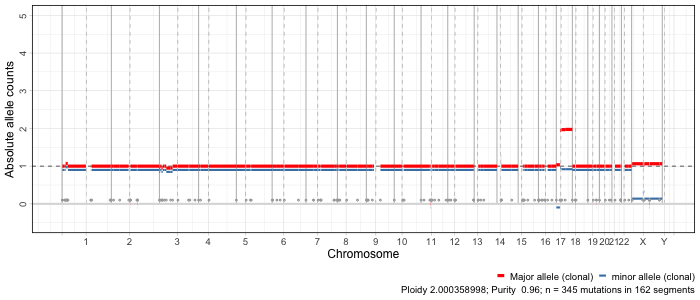 Absolute allele counts
5
4
3
2
1
0
1 2 3 4 5 6 7 8 9 10 11 12 13 14 15 16 17 18 19 20 21 22 X Y
Chromosome
Major allele (clonal) minor allele (clonal)
Ploidy 2.000358998; Purity 0.96; n = 345 mutations in 162 segments